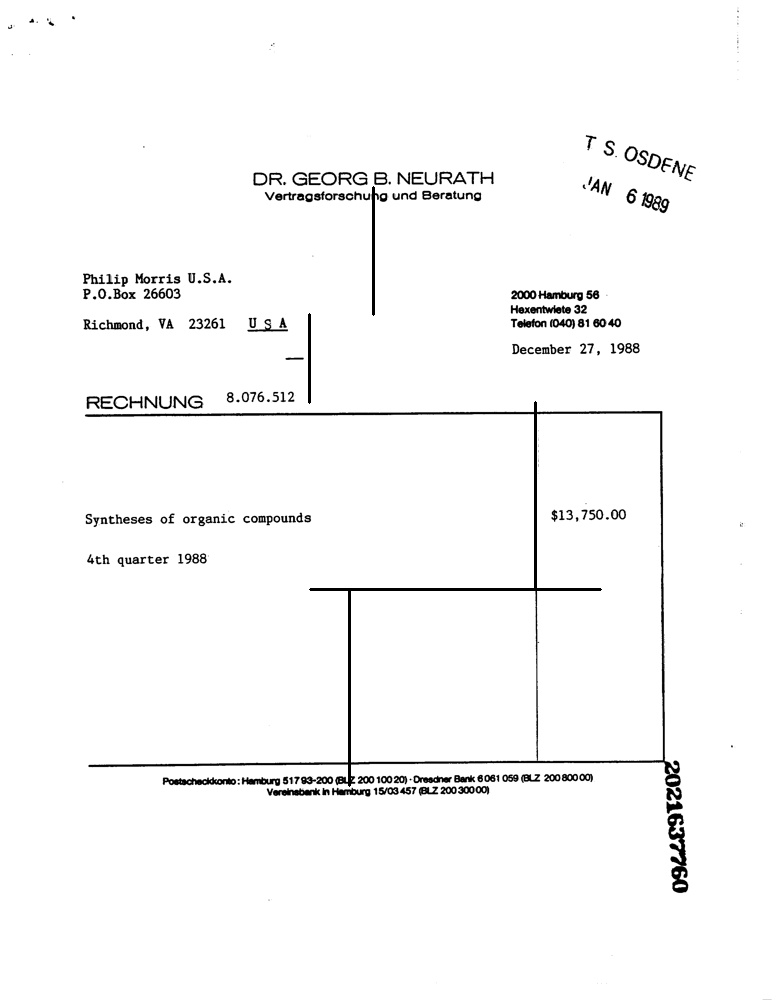 T S. OSDENE
JAN 6 1989
DR. GEORG B. NEURATH
Vertragsforschung und Beratung
Philip Morris U.S.A.
P.O.Box 26603
Richmond, VA 23261 U S A
2000 Hamburg 56
Hexentwiete 32
Telefon (040) 81 60 40
December 27, 1988
RECHNUNG 8.076.512
Syntheses of organic compounds $13,750.00
4th quarter 1988
Postscheckkonto: Hamburg 517 93-200 (BLZ 200 100 20) · Dresdner Bank 6 061 059 (BLZ 200 800 00)
Vereinsbank in Hamburg 15/03 457 (BLZ 200 300 00)
2021637760